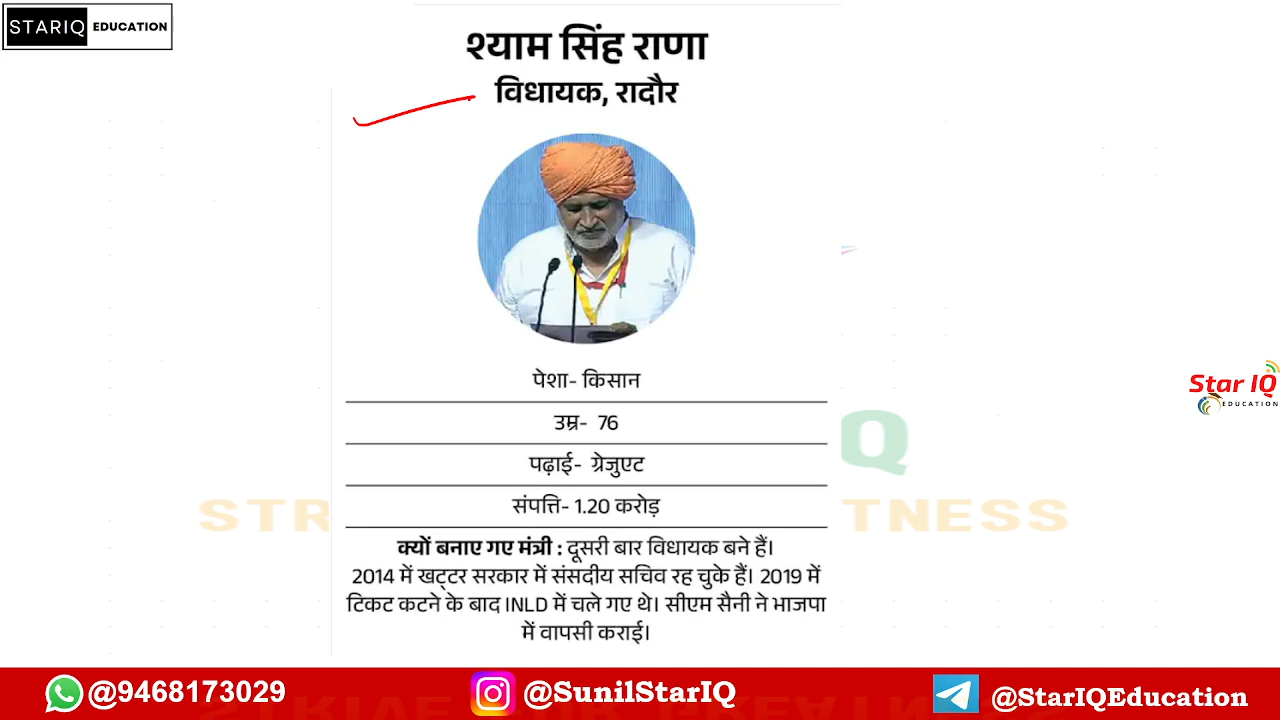 STARIQ EDUCATION
श्याम सिंह राणा
विधायक, रादौर
पेशा- किसान
उम्र- 76
पढ़ाई- ग्रेजुएट
संपत्ति- 1.20 करोड़
क्यों बनाए गए मंत्री : दूसरी बार विधायक बने हैं।
2014 में खट्टर सरकार में संसदीय सचिव रह चुके हैं। 2019 में
टिकट कटने के बाद INLD में चले गए थे। सीएम सैनी ने भाजपा
में वापसी कराई।
Star IQ
EDUCATION
Q
STR TNESS
@9468173029 @SunilStarIQ @StarIQEducation